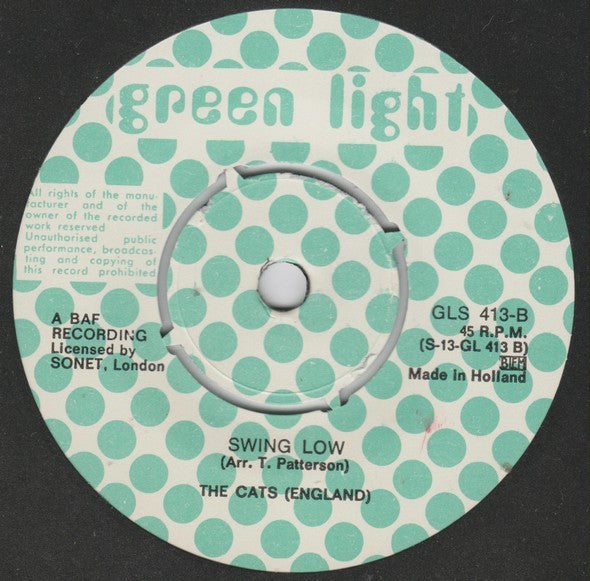 green light
All rights of the manu-
facturer and of the
owner of the recorded
work reserved
Unauthorised public
performance, broadcas-
ting and copying of
this record prohibited
A BAF
RECORDING
Licensed by
SONET, London
GLS 413-B
45 R.P.M.
(S-13-GL 413 B)
BIEM
Made in Holland
SWING LOW
(Arr. T. Patterson)
THE CATS (ENGLAND)